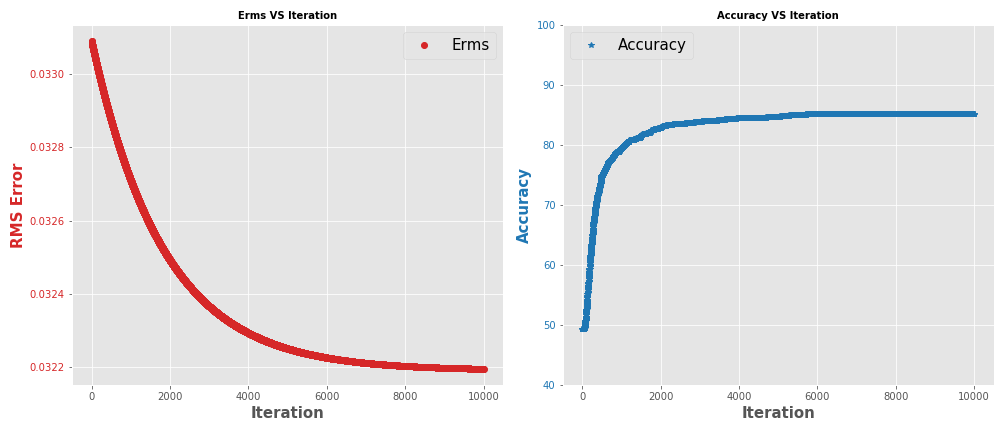 Erms VS Iteration
Erms
0.0330
0.0328
0.0326
0.0324
0.0322
RMS Error
0 2000 4000 6000 8000 10000
Iteration
Accuracy VS Iteration
Accuracy
100
90
80
70
60
50
40
Accuracy
0 2000 4000 6000 8000 10000
Iteration